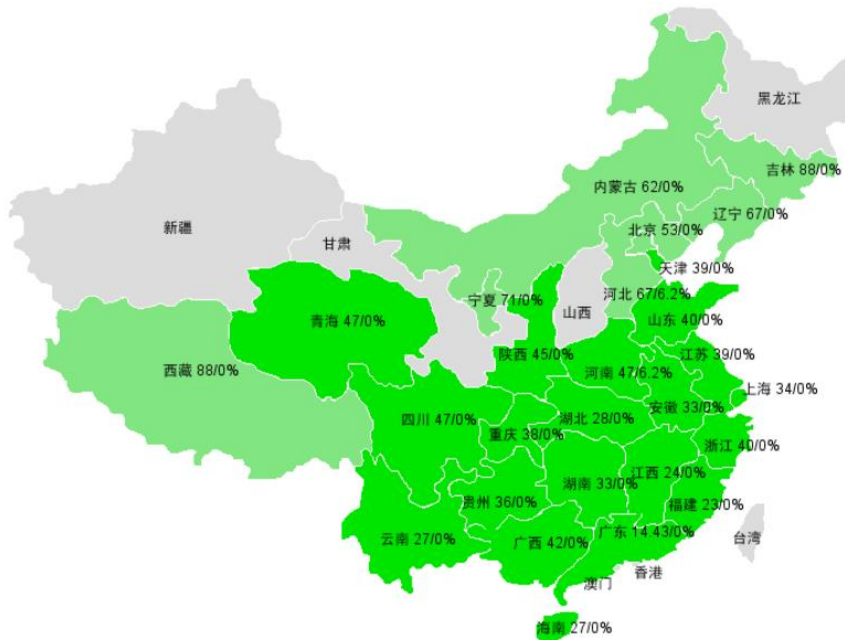 黑龙江
吉林 88/0%
内蒙古 62/0%
辽宁 67/0%
新疆
北京 53/0%
甘肃
天津 39/0%
宁夏 71/0%
河北 67/6.2%
山西
青海 47/0%
山东 40/0%
陕西 45/0%
江苏 39/0%
西藏 88/0%
河南 47/6.2%
上海 34/0%
四川 47/0%
安徽 33/0%
湖北 28/0%
重庆 38/0%
浙江 40/0%
江西 24/0%
湖南 33/0%
贵州 36/0%
福建 23/0%
广东 14.43/0%
台湾
云南 27/0%
广西 42/0%
香港
澳门
海南 27/0%